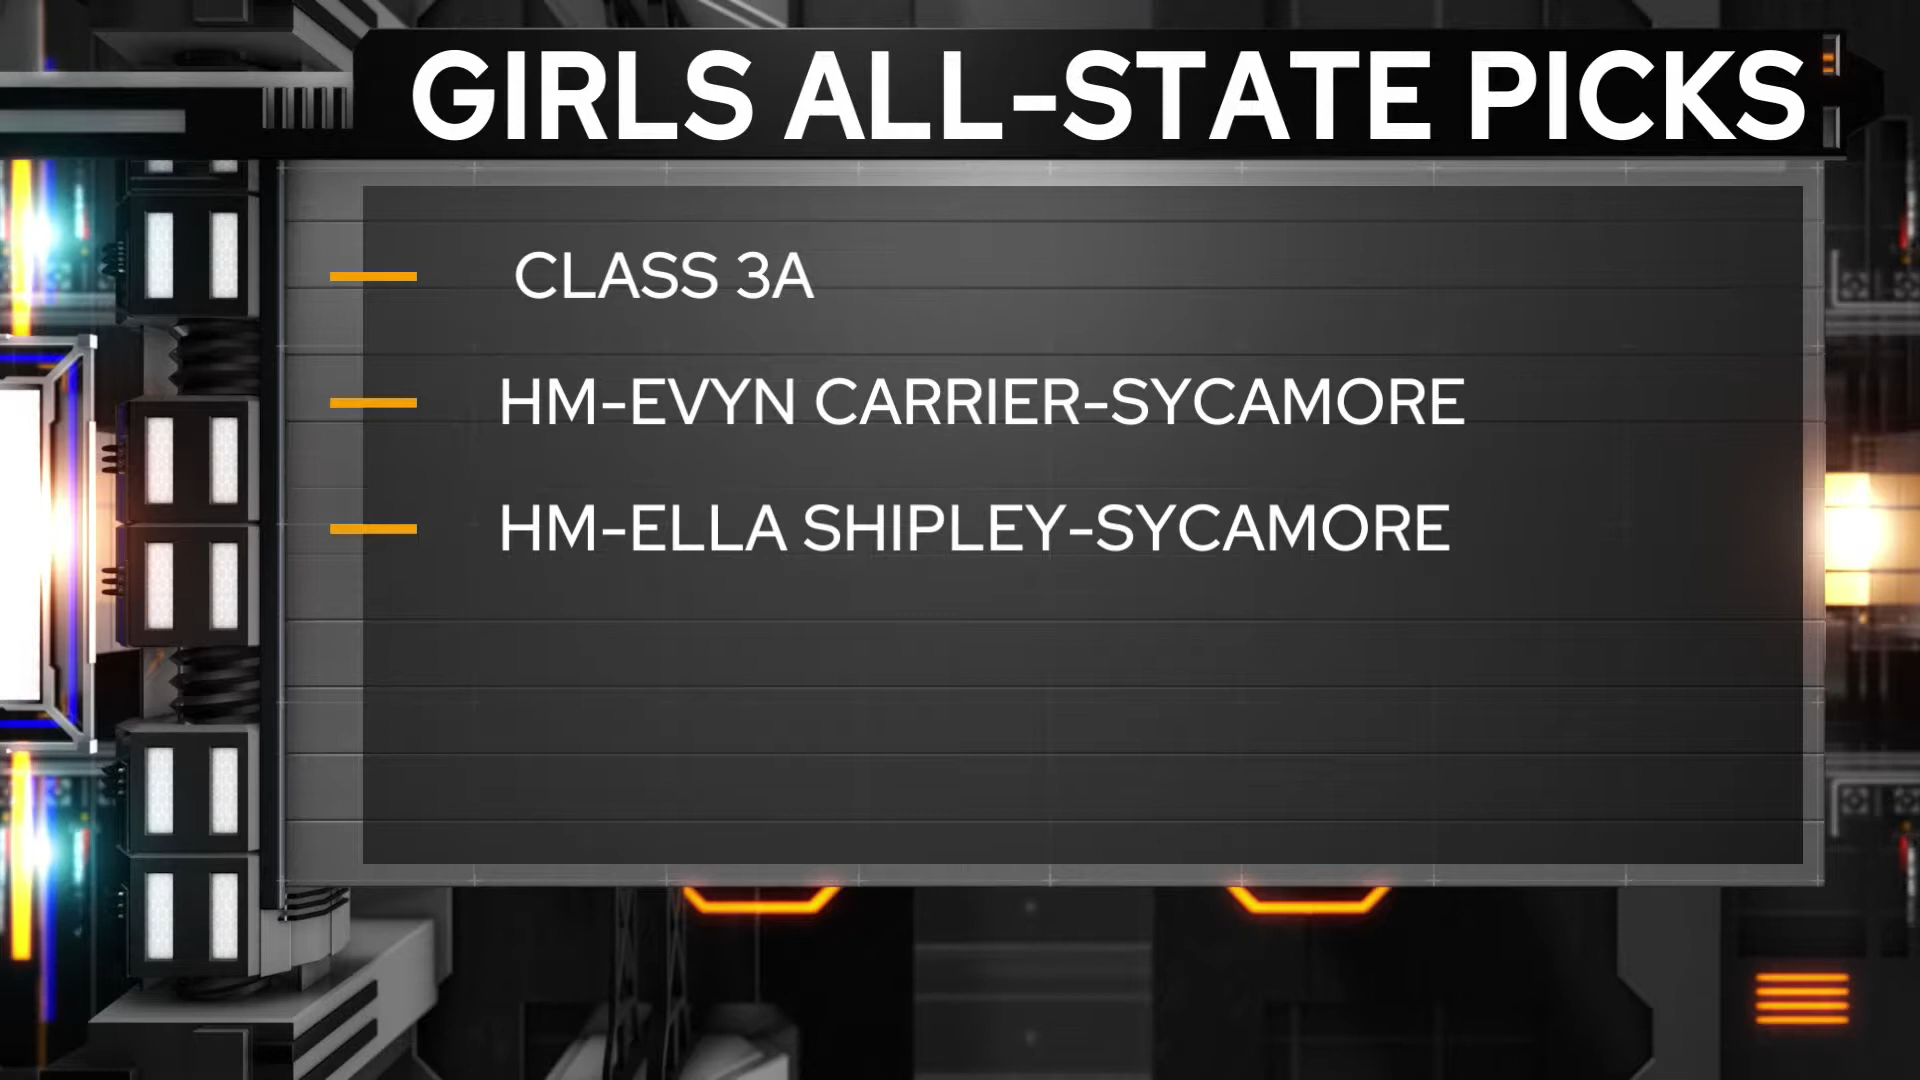 GIRLS ALL-STATE PICKS
CLASS 3A
HM-EVYN CARRIER-SYCAMORE
HM-ELLA SHIPLEY-SYCAMORE